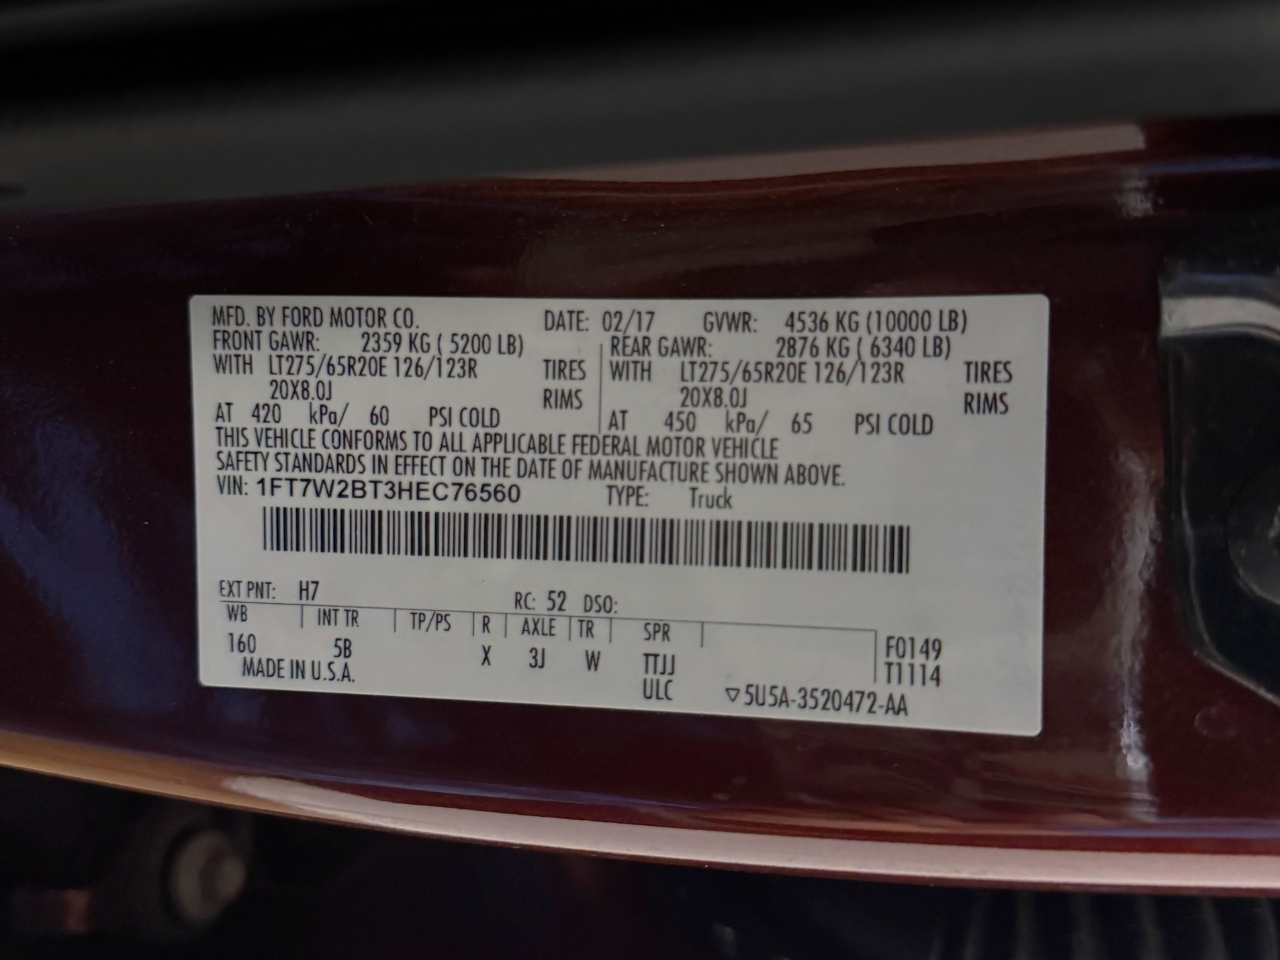 MFD. BY FORD MOTOR CO. DATE: 02/17 GVWR: 4536 KG (10000 LB)
FRONT GAWR: 2359 KG ( 5200 LB) REAR GAWR: 2876 KG ( 6340 LB)
WITH LT275/65R20E 126/123R TIRES WITH LT275/65R20E 126/123R TIRES
20X8.0J RIMS 20X8.0J RIMS
AT 420 kPa/ 60 PSI COLD AT 450 kPa/ 65 PSI COLD
THIS VEHICLE CONFORMS TO ALL APPLICABLE FEDERAL MOTOR VEHICLE
SAFETY STANDARDS IN EFFECT ON THE DATE OF MANUFACTURE SHOWN ABOVE.
VIN: 1FT7W2BT3HEC76560 TYPE: Truck
EXT PNT: H7 RC: 52 DSO:
WB INT TR TP/PS R AXLE TR SPR
160 5B X 3J W TTJJ F0149
MADE IN U.S.A. ULC ▽5U5A-3520472-AA T1114